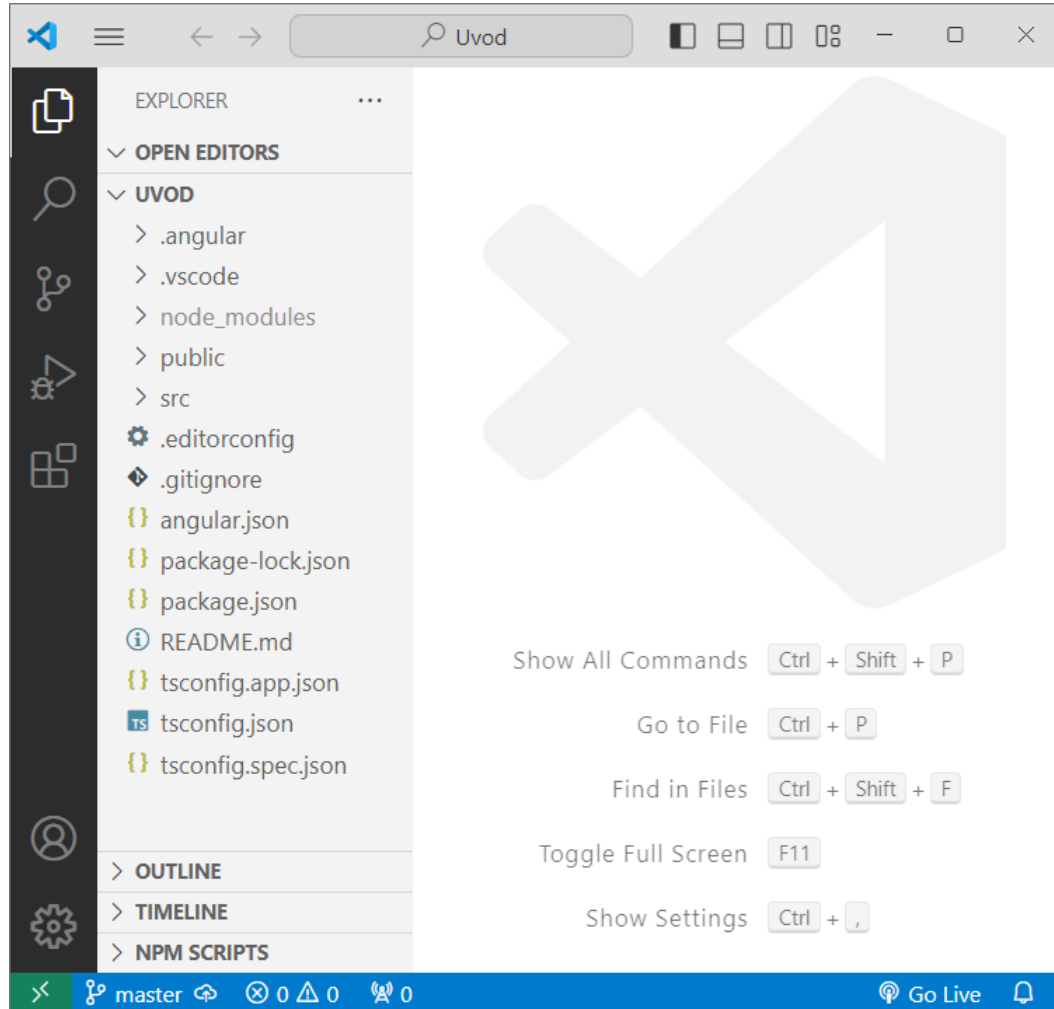 Uvod
EXPLORER ...
OPEN EDITORS
UVOD
.angular
.vscode
node_modules
public
src
.editorconfig
.gitignore
{} angular.json
{} package-lock.json
{} package.json
README.md
{} tsconfig.app.json
TS tsconfig.json
{} tsconfig.spec.json
OUTLINE
TIMELINE
NPM SCRIPTS
Show All Commands Ctrl + Shift + P
Go to File Ctrl + P
Find in Files Ctrl + Shift + F
Toggle Full Screen F11
Show Settings Ctrl + ,
master 0 0 0 Go Live